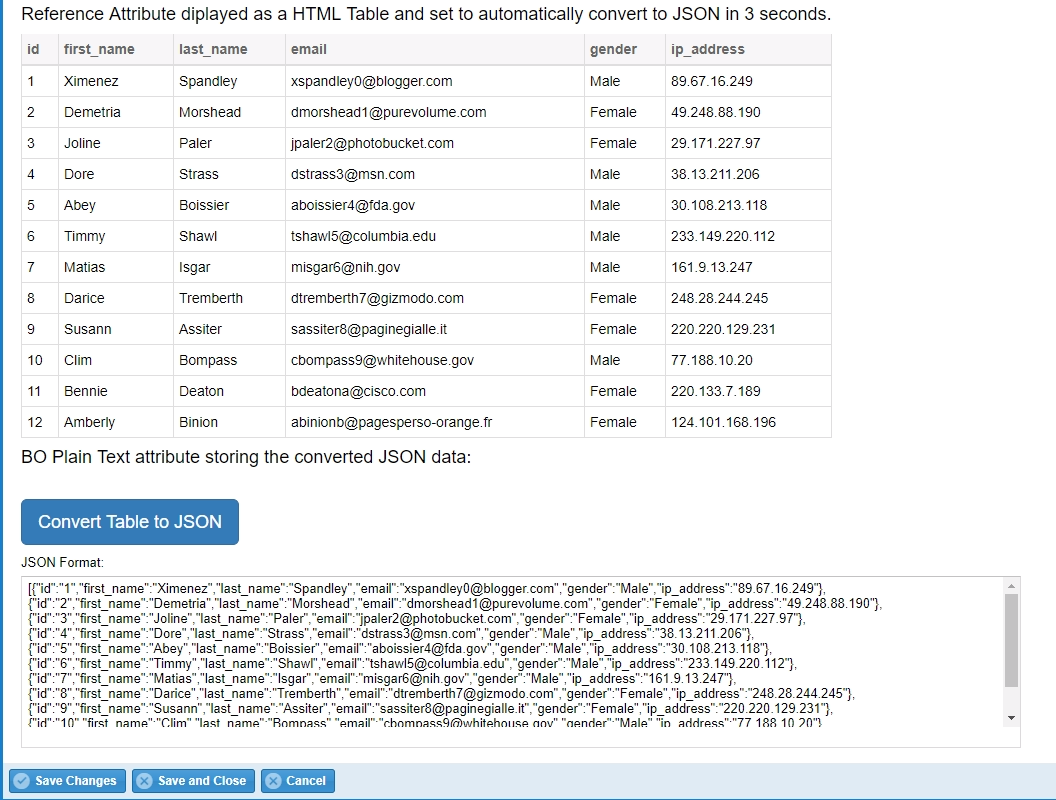 Reference Attribute diplayed as a HTML Table and set to automatically convert to JSON in 3 seconds.
id first_name last_name email gender ip_address
1 Ximenez Spandley xspandley0@blogger.com Male 89.67.16.249
2 Demetria Morshead dmorshead1@purevolume.com Female 49.248.88.190
3 Joline Paler jpaler2@photobucket.com Female 29.171.227.97
4 Dore Strass dstrass3@msn.com Male 38.13.211.206
5 Abey Boissier aboissier4@fda.gov Male 30.108.213.118
6 Timmy Shawl tshawl5@columbia.edu Male 233.149.220.112
7 Matias Isgar misgar6@nih.gov Male 161.9.13.247
8 Darice Tremberth dtremberth7@gizmodo.com Female 248.28.244.245
9 Susann Assiter sassiter8@paginegialle.it Female 220.220.129.231
10 Clim Bompass cbompass9@whitehouse.gov Male 77.188.10.20
11 Bennie Deaton bdeatona@cisco.com Female 220.133.7.189
12 Amberly Binion abinionb@pagesperso-orange.fr Female 124.101.168.196
BO Plain Text attribute storing the converted JSON data:
Convert Table to JSON
JSON Format:
[{"id":"1","first_name":"Ximenez","last_name":"Spandley","email":"xspandley0@blogger.com","gender":"Male","ip_address":"89.67.16.249"},
{"id":"2","first_name":"Demetria","last_name":"Morshead","email":"dmorshead1@purevolume.com","gender":"Female","ip_address":"49.248.88.190"},
{"id":"3","first_name":"Joline","last_name":"Paler","email":"jpaler2@photobucket.com","gender":"Female","ip_address":"29.171.227.97"},
{"id":"4","first_name":"Dore","last_name":"Strass","email":"dstrass3@msn.com","gender":"Male","ip_address":"38.13.211.206"},
{"id":"5","first_name":"Abey","last_name":"Boissier","email":"aboissier4@fda.gov","gender":"Male","ip_address":"30.108.213.118"},
{"id":"6","first_name":"Timmy","last_name":"Shawl","email":"tshawl5@columbia.edu","gender":"Male","ip_address":"233.149.220.112"},
{"id":"7","first_name":"Matias","last_name":"Isgar","email":"misgar6@nih.gov","gender":"Male","ip_address":"161.9.13.247"},
{"id":"8","first_name":"Darice","last_name":"Tremberth","email":"dtremberth7@gizmodo.com","gender":"Female","ip_address":"248.28.244.245"},
{"id":"9","first_name":"Susann","last_name":"Assiter","email":"sassiter8@paginegialle.it","gender":"Female","ip_address":"220.220.129.231"},
{"id":"10","first_name":"Clim","last_name":"Bompass","email":"cbompass9@whitehouse.gov","gender":"Male","ip_address":"77.188.10.20"},
Save Changes Save and Close Cancel